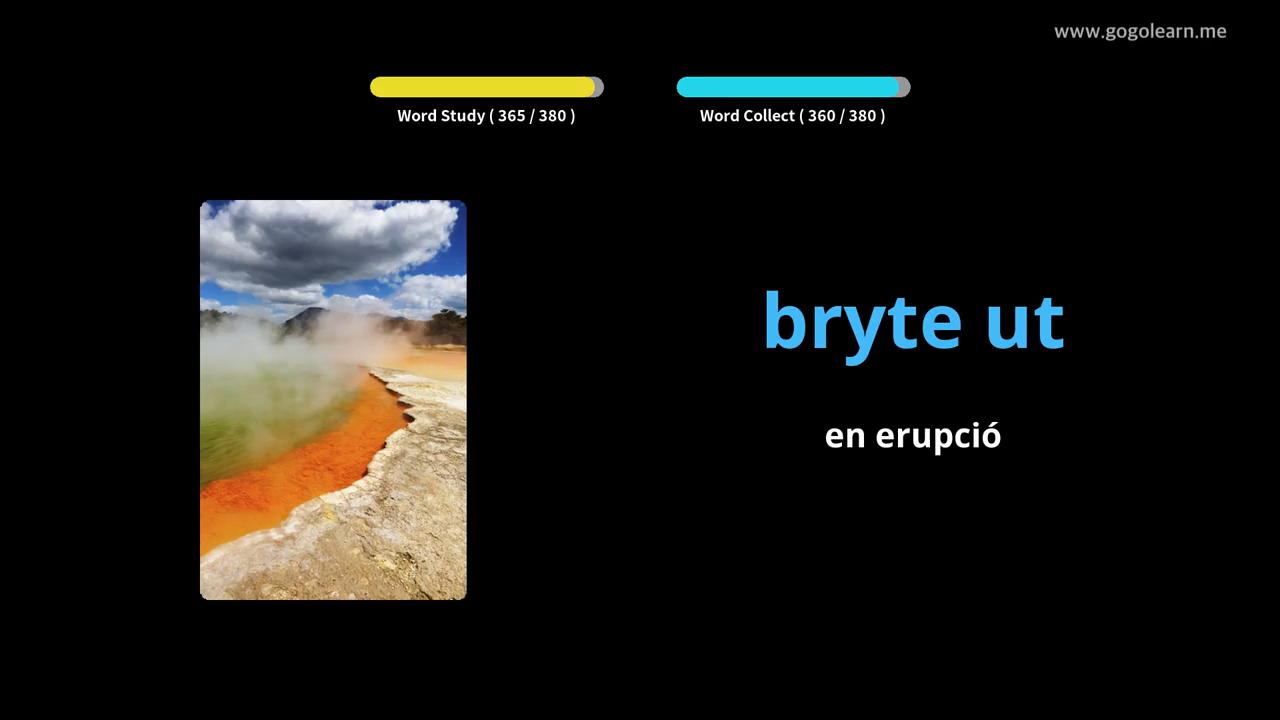 www.gogolearn.me
Word Study ( 365 / 380 )
Word Collect ( 360 / 380 )
bryte ut
en erupció